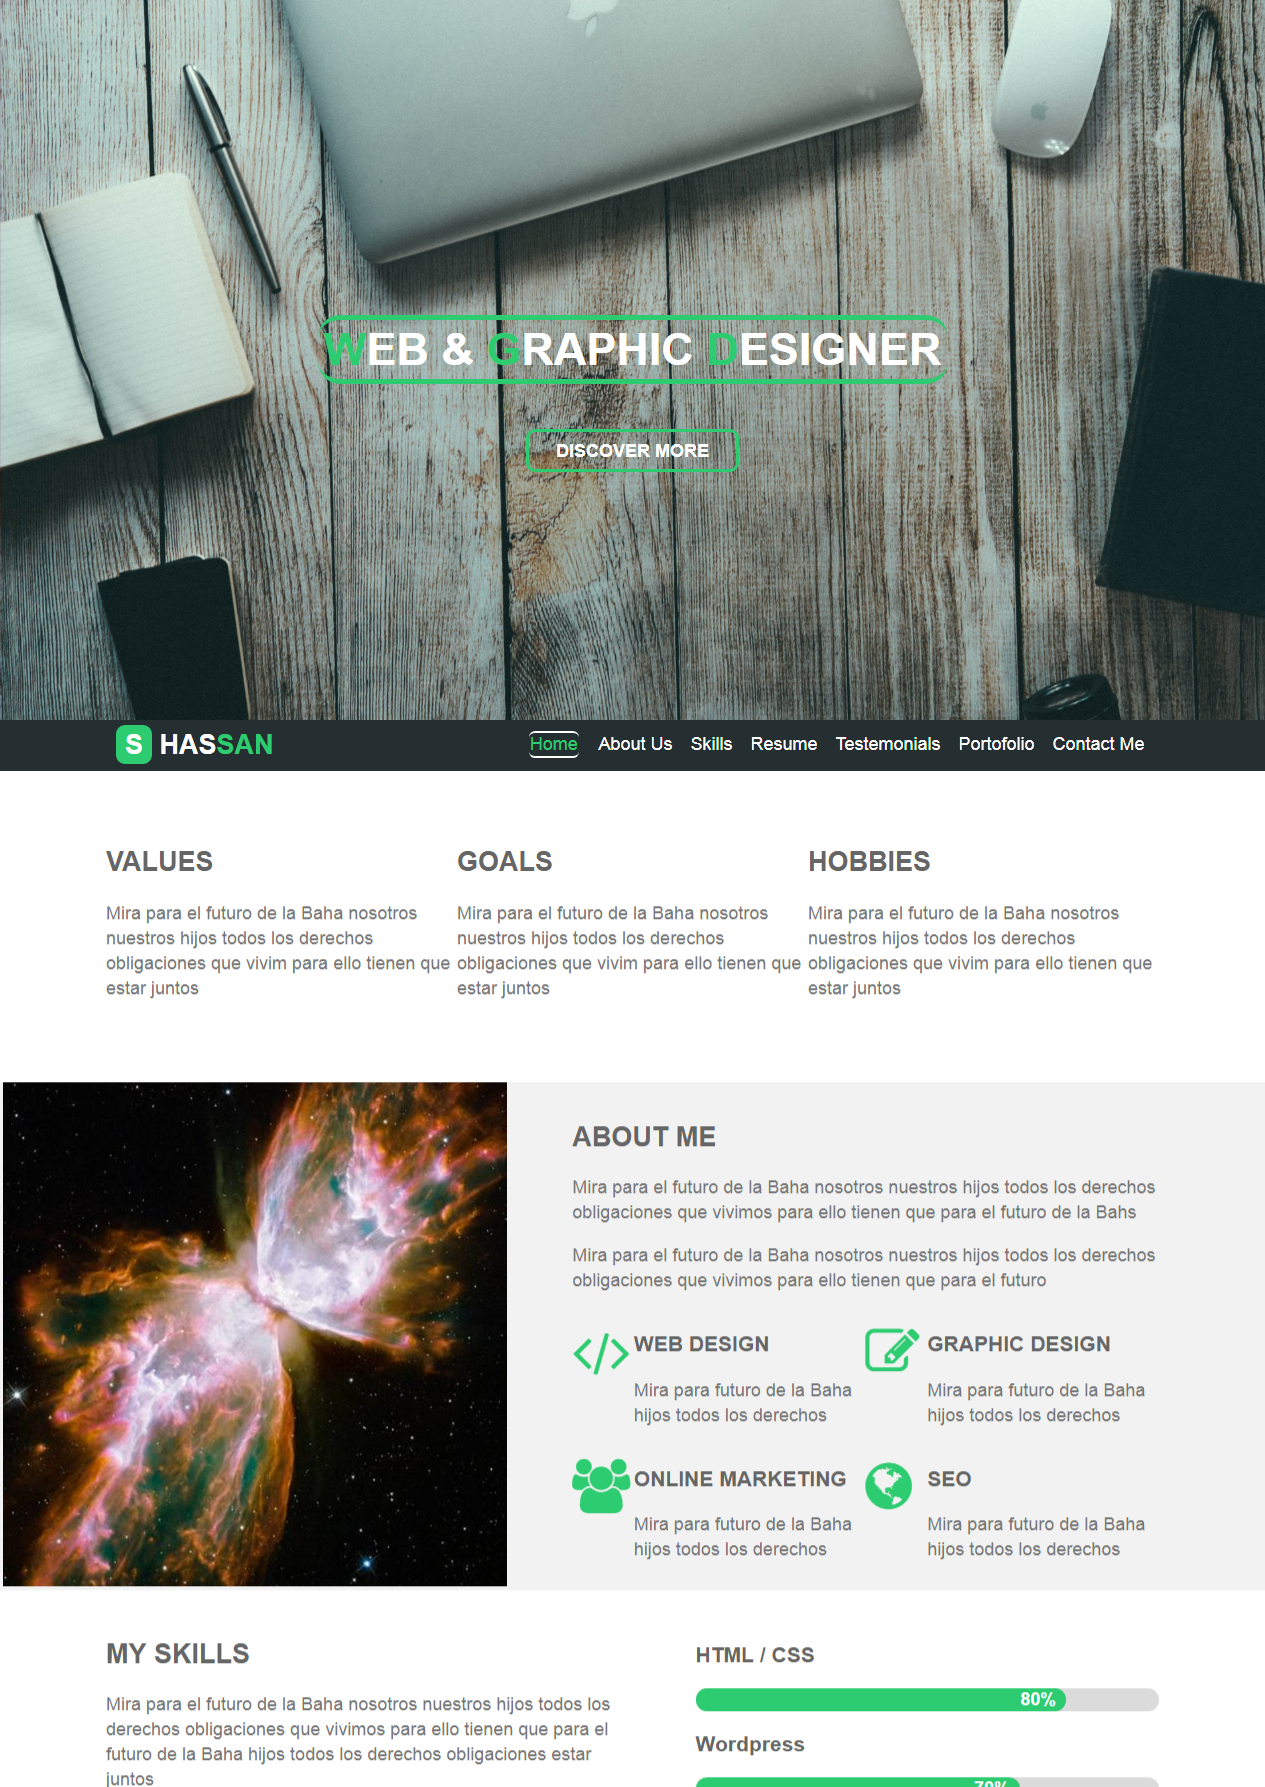 WEB & GRAPHIC DESIGNER
DISCOVER MORE
S HASSAN
Home About Us Skills Resume Testemonials Portofolio Contact Me
VALUES
Mira para el futuro de la Baha nosotros
nuestros hijos todos los derechos
obligaciones que vivim para ello tienen que
estar juntos
GOALS
Mira para el futuro de la Baha nosotros
nuestros hijos todos los derechos
obligaciones que vivim para ello tienen que
estar juntos
HOBBIES
Mira para el futuro de la Baha nosotros
nuestros hijos todos los derechos
obligaciones que vivim para ello tienen que
estar juntos
ABOUT ME
Mira para el futuro de la Baha nosotros nuestros hijos todos los derechos
obligaciones que vivimos para ello tienen que para el futuro de la Bahs
Mira para el futuro de la Baha nosotros nuestros hijos todos los derechos
obligaciones que vivimos para ello tienen que para el futuro
WEB DESIGN
Mira para futuro de la Baha
hijos todos los derechos
GRAPHIC DESIGN
Mira para futuro de la Baha
hijos todos los derechos
ONLINE MARKETING
Mira para futuro de la Baha
hijos todos los derechos
SEO
Mira para futuro de la Baha
hijos todos los derechos
MY SKILLS
Mira para el futuro de la Baha nosotros nuestros hijos todos los
derechos obligaciones que vivimos para ello tienen que para el
futuro de la Baha hijos todos los derechos obligaciones estar
juntos
HTML / CSS
80%
Wordpress
70%